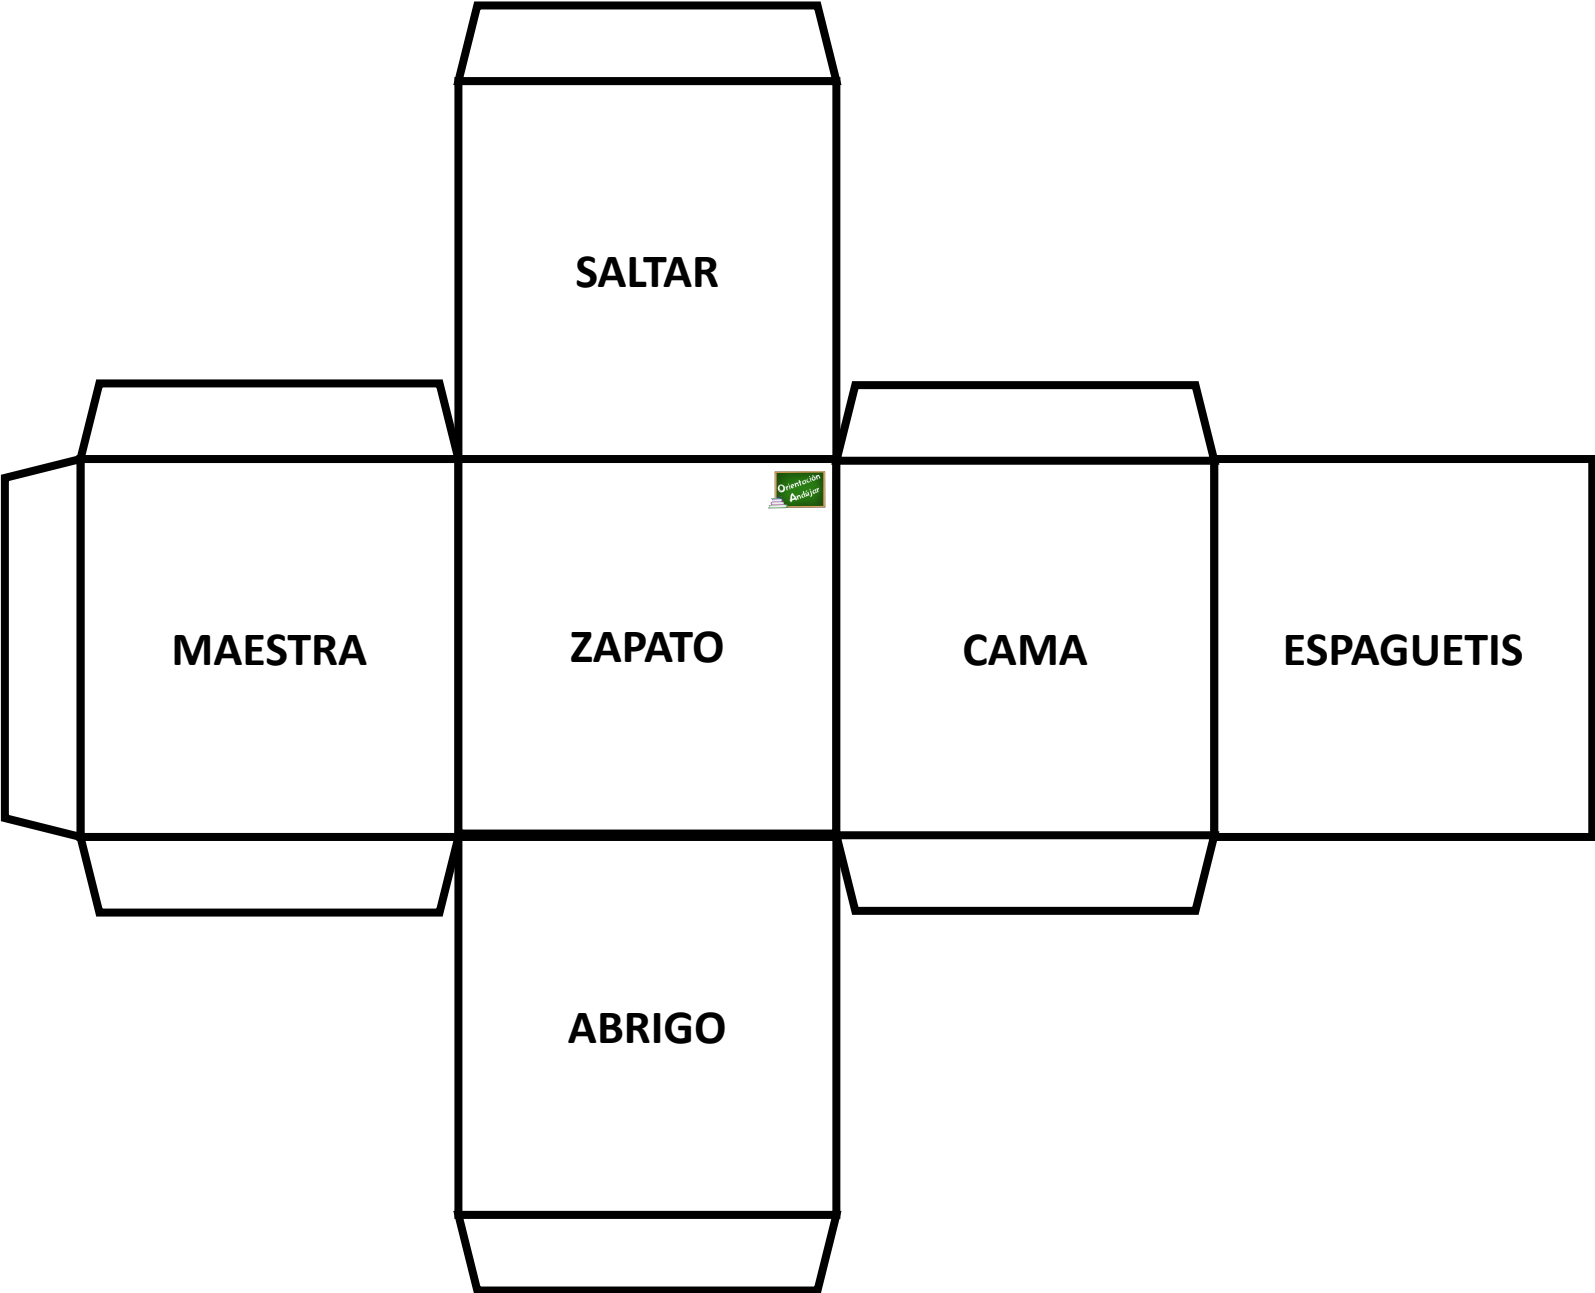 SALTAR
Orientación
Andújar
MAESTRA
ZAPATO
CAMA
ESPAGUETIS
ABRIGO